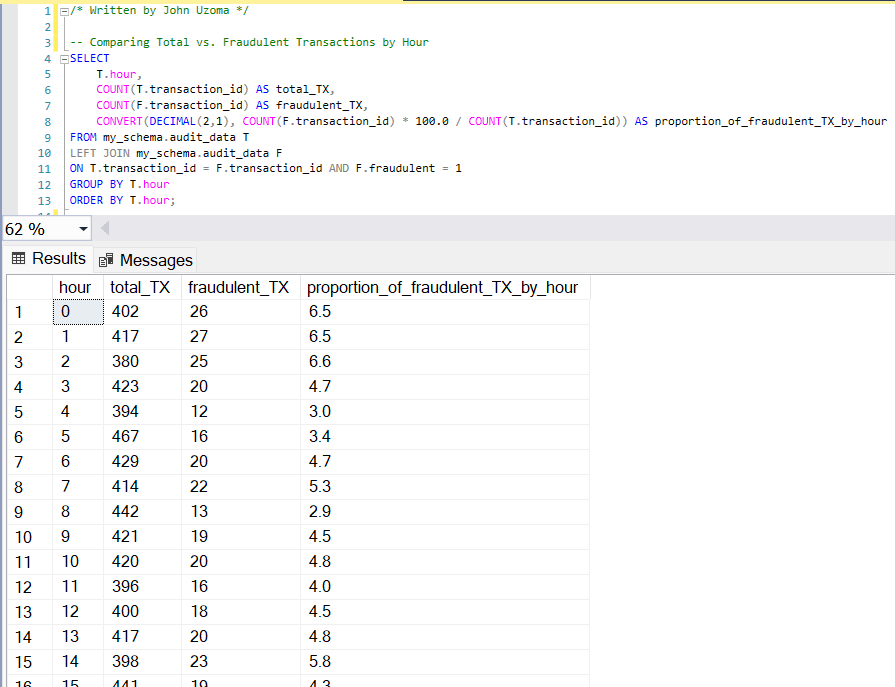 1 /* Written by John Uzoma */
2
3 -- Comparing Total vs. Fraudulent Transactions by Hour
4 SELECT
5 T.hour,
6 COUNT(T.transaction_id) AS total_TX,
7 COUNT(F.transaction_id) AS fraudulent_TX,
8 CONVERT(DECIMAL(2,1), COUNT(F.transaction_id) * 100.0 / COUNT(T.transaction_id)) AS proportion_of_fraudulent_TX_by_hour
9 FROM my_schema.audit_data T
10 LEFT JOIN my_schema.audit_data F
11 ON T.transaction_id = F.transaction_id AND F.fraudulent = 1
12 GROUP BY T.hour
13 ORDER BY T.hour;
62 %
Results Messages
hour total_TX fraudulent_TX proportion_of_fraudulent_TX_by_hour
1 0 402 26 6.5
2 1 417 27 6.5
3 2 380 25 6.6
4 3 423 20 4.7
5 4 394 12 3.0
6 5 467 16 3.4
7 6 429 20 4.7
8 7 414 22 5.3
9 8 442 13 2.9
10 9 421 19 4.5
11 10 420 20 4.8
12 11 396 16 4.0
13 12 400 18 4.5
14 13 417 20 4.8
15 14 398 23 5.8
16 15 441 19 4.3